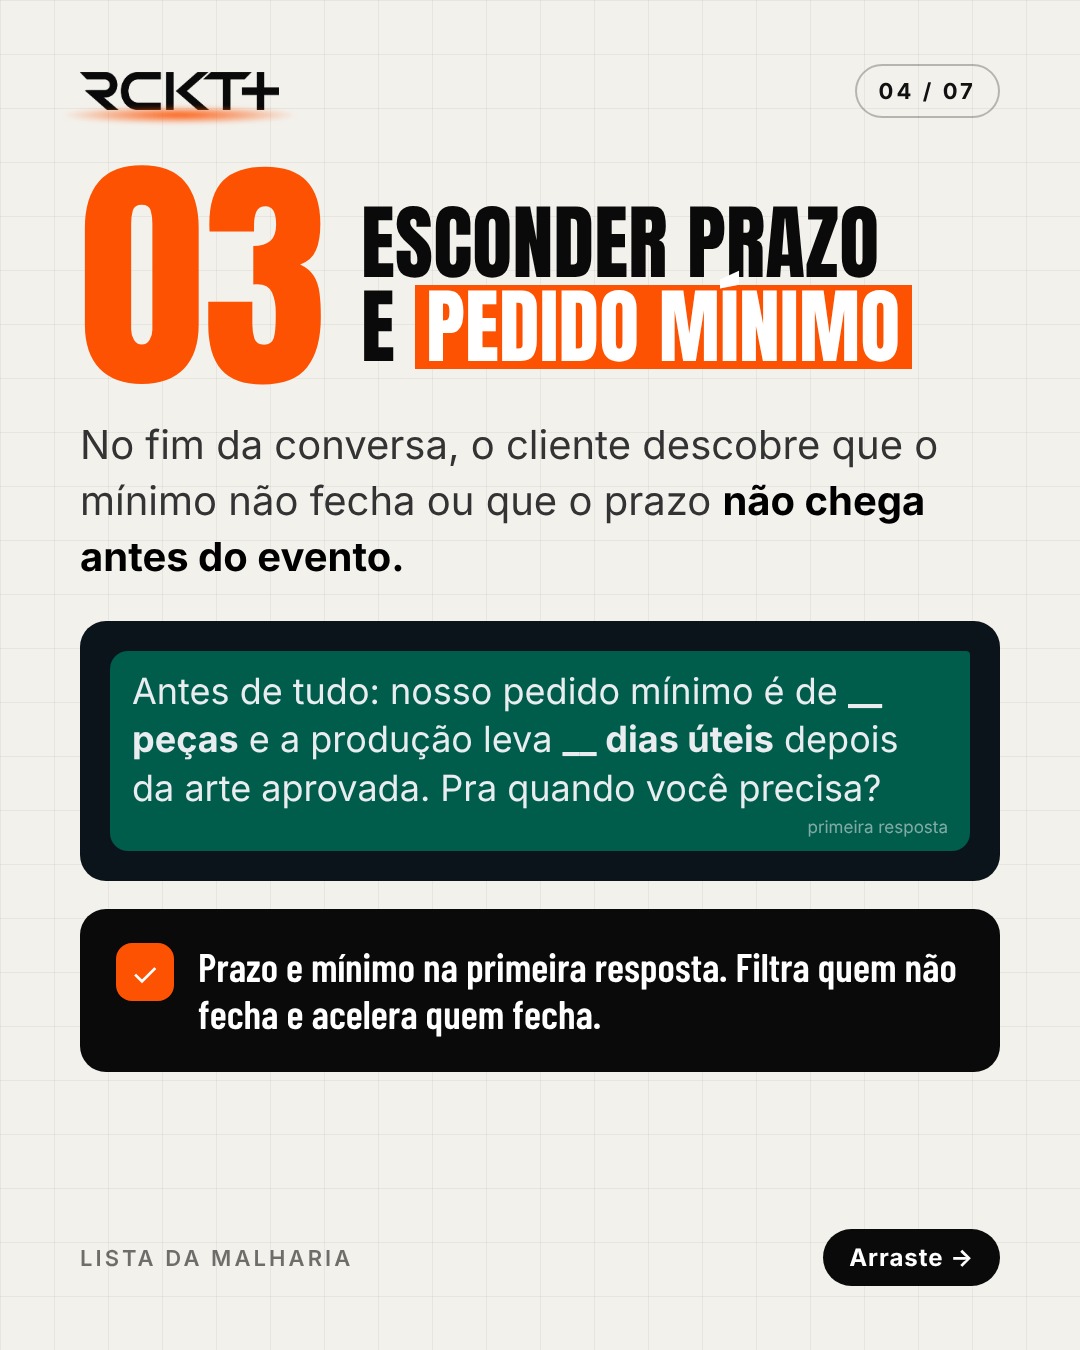 RCKT+
04 / 07
03
ESCONDER PRAZO
E PEDIDO MÍNIMO
No fim da conversa, o cliente descobre que o
mínimo não fecha ou que o prazo não chega
antes do evento.
Antes de tudo: nosso pedido mínimo é de __
peças e a produção leva __ dias úteis depois
da arte aprovada. Pra quando você precisa?
primeira resposta
Prazo e mínimo na primeira resposta. Filtra quem não
fecha e acelera quem fecha.
LISTA DA MALHARIA
Arraste →